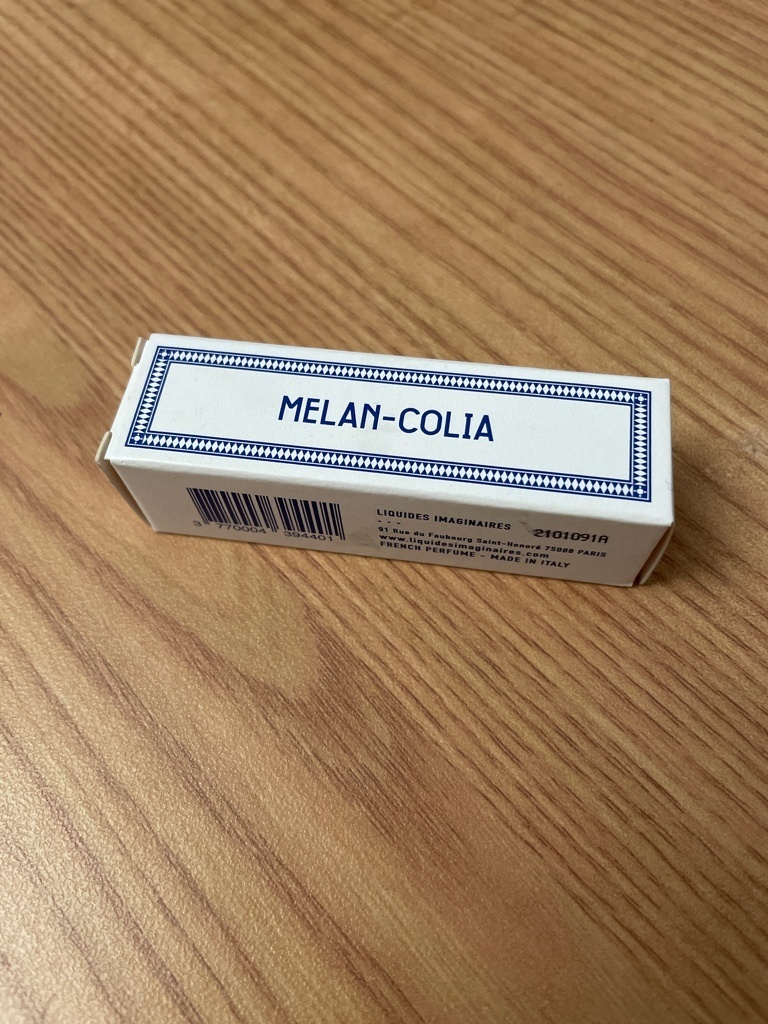 MELAN-COLIA
3 770004 394401
LIQUIDES IMAGINAIRES
- - -
2101091A
91 Rue du Faubourg Saint-Honoré 75008 PARIS
www.liquidesimaginaires.com
FRENCH PERFUME - MADE IN ITALY